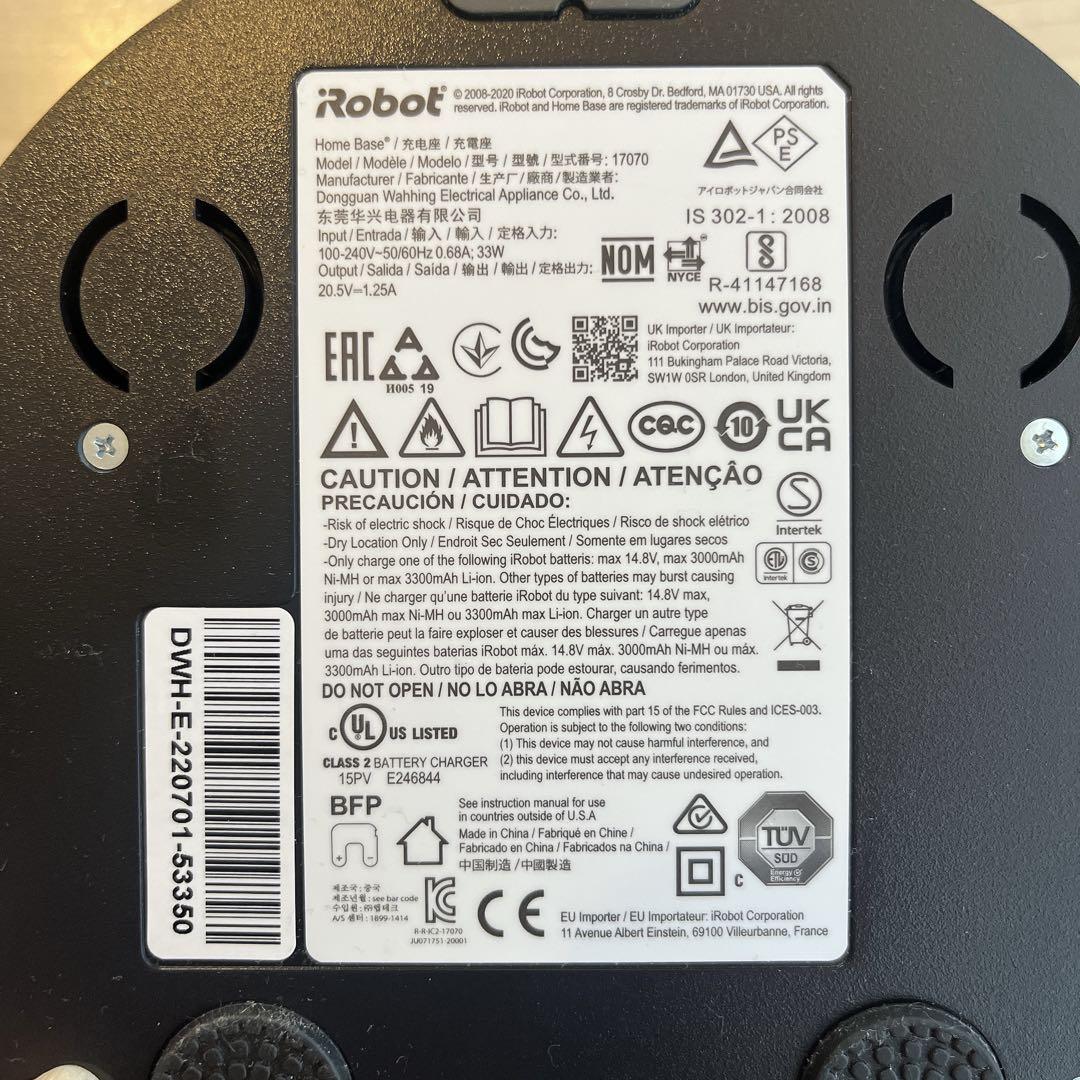 iRobot® © 2008-2020 iRobot Corporation, 8 Crosby Dr. Bedford, MA 01730 USA. All rights
reserved. iRobot and Home Base are registered trademarks of iRobot Corporation.
Home Base® / 充电座 / 充電座
Model / Modèle / Modelo / 型号 / 型號 / 型式番号: 17070
Manufacturer / Fabricante / 生产厂 / 廠商 / 製造業者:
Dongguan Wahhing Electrical Appliance Co., Ltd.
东莞华兴电器有限公司
Input / Entrada / 输入 / 輸入 / 定格入力:
100-240V~50/60Hz 0.68A; 33W
Output / Salida / Saída / 输出 / 輸出 / 定格出力:
20.5V⎓1.25A
PS
E
アイロボットジャパン合同会社
IS 302-1 : 2008
NOM
NYCE
R-41147168
www.bis.gov.in
EAC
И005 19
UK Importer / UK Importateur:
iRobot Corporation
111 Bukingham Palace Road Victoria,
SW1W 0SR London, United Kingdom
CQC
10
UK
CA
CAUTION / ATTENTION / ATENÇÂO
PRECAUCIÓN / CUIDADO:
-Risk of electric shock / Risque de Choc Électriques / Risco de shock elétrico
-Dry Location Only / Endroit Sec Seulement / Somente em lugares secos
-Only charge one of the following iRobot batteris: max 14.8V, max 3000mAh
Ni-MH or max 3300mAh Li-ion. Other types of batteries may burst causing
injury / Ne charger qu'une batterie iRobot du type suivant: 14.8V max,
3000mAh max Ni-MH ou 3300mAh max Li-ion. Charger un autre type
de batterie peut la faire exploser et causer des blessures / Carregue apenas
uma das seguintes baterias iRobot máx. 14.8V máx. 3000mAh Ni-MH ou máx.
3300mAh Li-ion. Outro tipo de bateria pode estourar, causando ferimentos.
S
Intertek
ETL
S
Intertek
DO NOT OPEN / NO LO ABRA / NÃO ABRA
C UL US LISTED
CLASS 2 BATTERY CHARGER
15PV E246844
This device complies with part 15 of the FCC Rules and ICES-003.
Operation is subject to the following two conditions:
(1) This device may not cause harmful interference, and
(2) this device must accept any interference received,
including interference that may cause undesired operation.
BFP
See instruction manual for use
in countries outside of U.S.A
Made in China / Fabriqué en Chine /
Fabricado en China / Fabricados na China /
中国制造 / 中國製造
C
TÜV
SÜD
Energy
Efficiency
제조국 : 중국
제조년월 : see bar code
수입원 : ㈜랩테크
A/S 센터 : 1899-1414
R-R-IC2-17070
JU071751-20001
CE
EU Importer / EU Importateur: iRobot Corporation
11 Avenue Albert Einstein, 69100 Villeurbanne, France
DWH-E-220701-53350